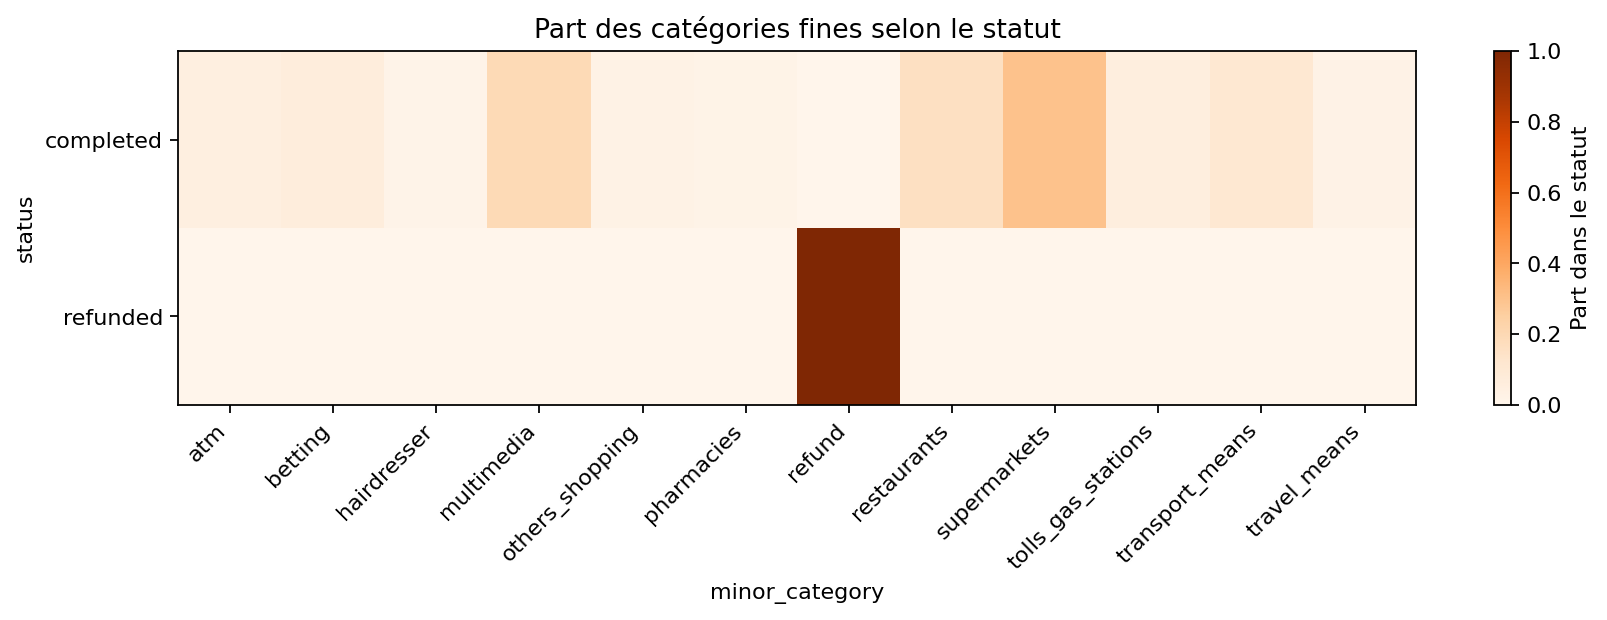 Part des catégories fines selon le statut
status
completed
refunded
atm
betting
hairdresser
multimedia
others_shopping
pharmacies
refund
restaurants
supermarkets
tolls_gas_stations
transport_means
travel_means
minor_category
1.0
0.8
0.6
0.4
0.2
0.0
Part dans le statut